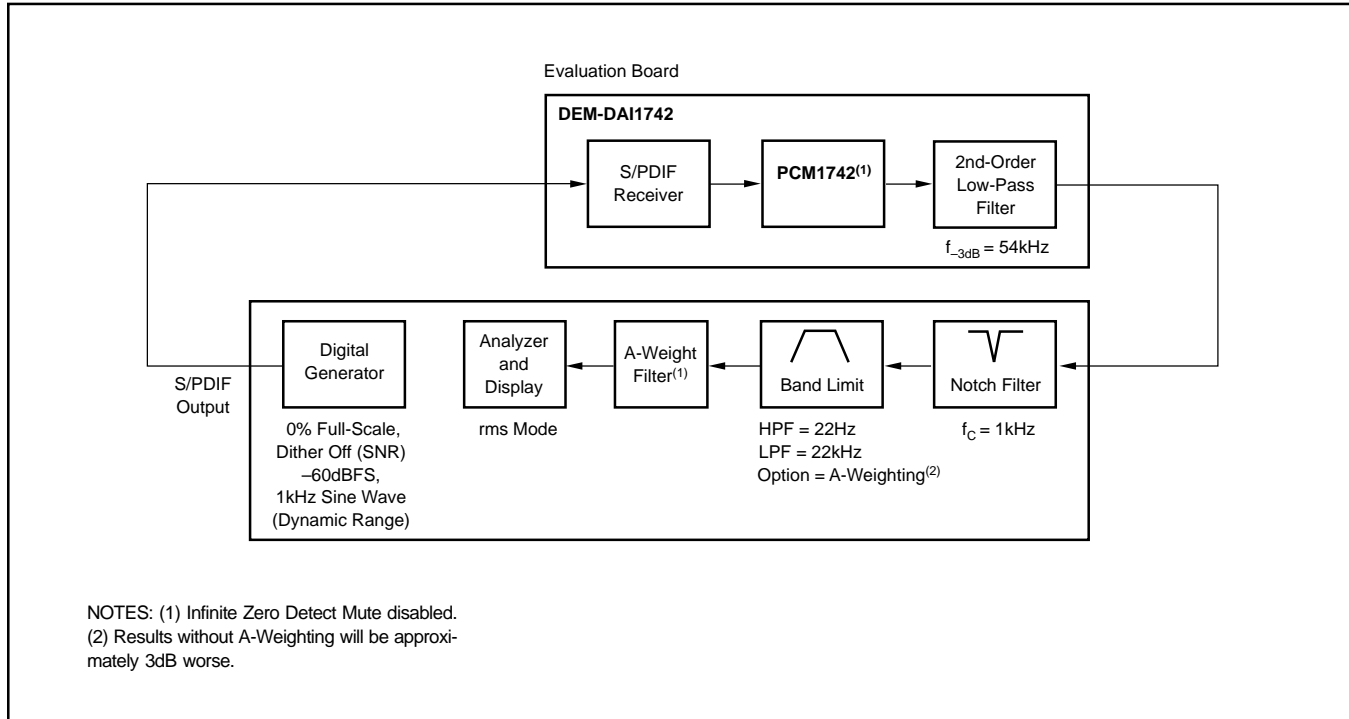 Evaluation Board
DEM-DAI1742
S/PDIF
Receiver
PCM1742(1)
2nd-Order
Low-Pass
Filter
f–3dB = 54kHz
S/PDIF
Output
Digital
Generator
0% Full-Scale,
Dither Off (SNR)
–60dBFS,
1kHz Sine Wave
(Dynamic Range)
Analyzer
and
Display
rms Mode
A-Weight
Filter(1)
Band Limit
HPF = 22Hz
LPF = 22kHz
Option = A-Weighting(2)
Notch Filter
fC = 1kHz
NOTES: (1) Infinite Zero Detect Mute disabled.
(2) Results without A-Weighting will be approxi-
mately 3dB worse.